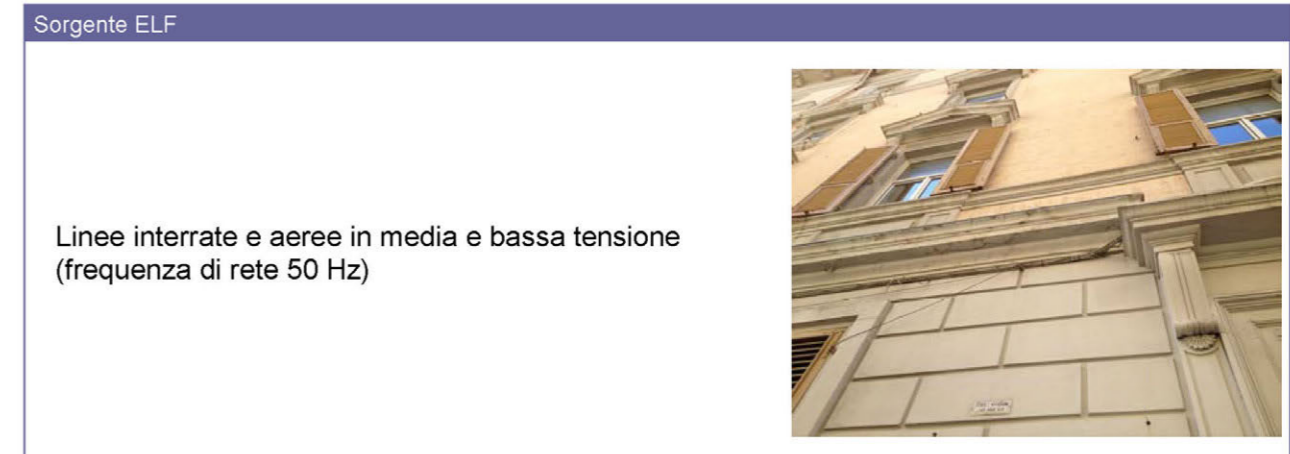 Sorgente ELF
Linee interrate e aeree in media e bassa tensione
(frequenza di rete 50 Hz)